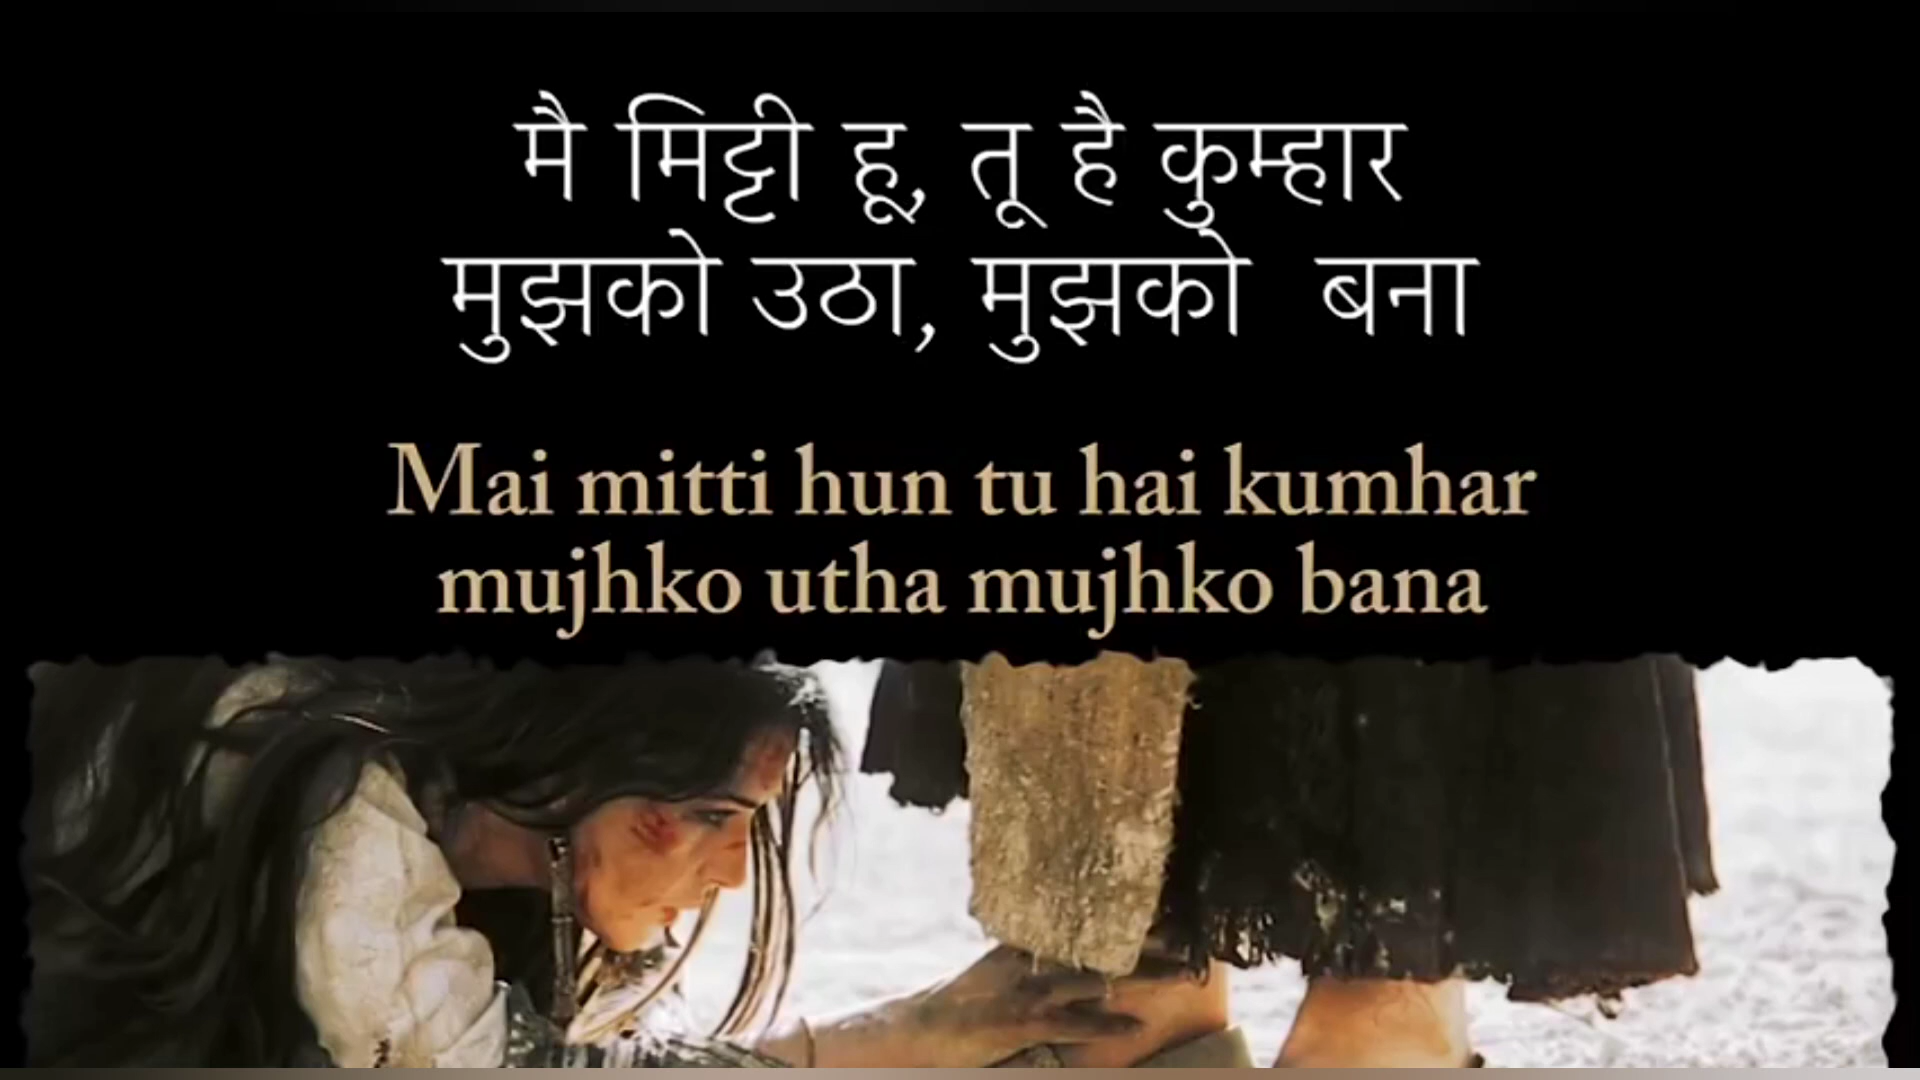 मै मिट्टी हू, तू है कुम्हार
मुझको उठा, मुझको बना
Mai mitti hun tu hai kumhar
mujhko utha mujhko bana